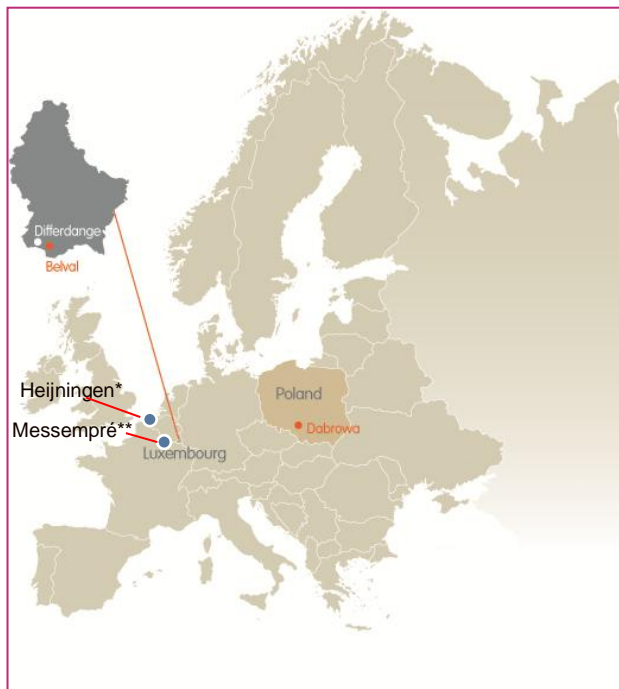 Differdange
Belval
Heijningen*
Poland
Dabrowa
Messempré**
Luxembourg